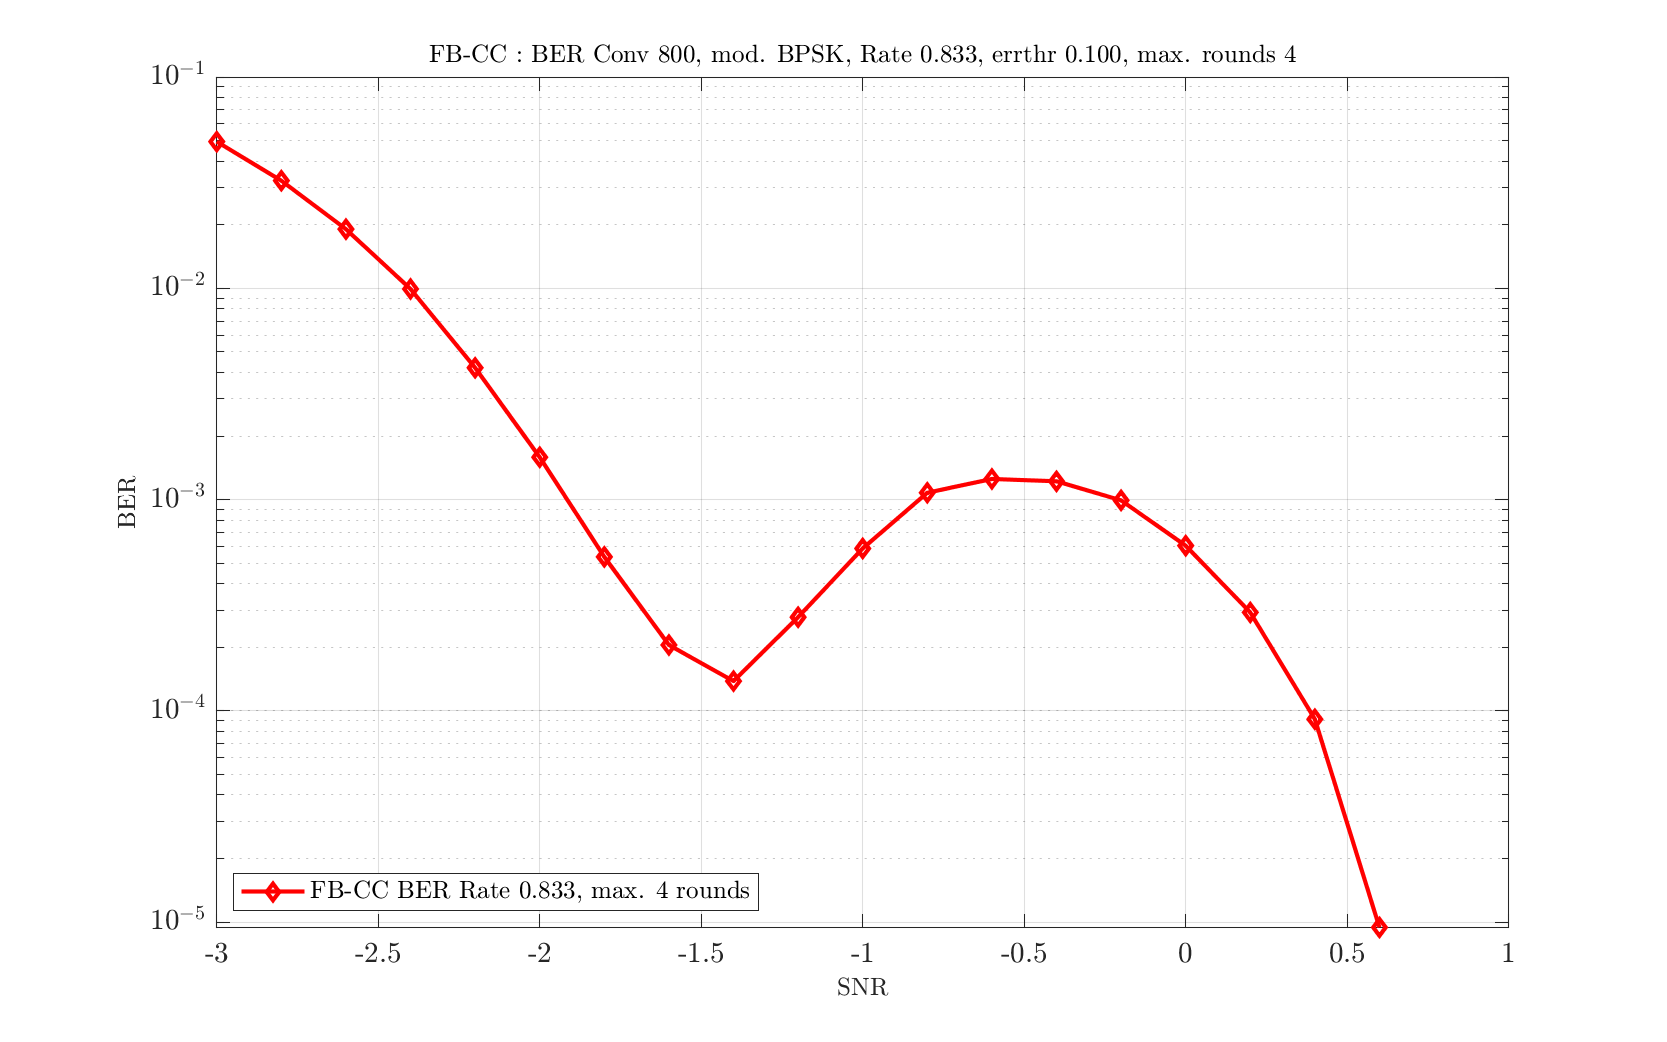 FB-CC : BER Conv 800, mod. BPSK, Rate 0.833, errthr 0.100, max. rounds 4
10^{-1}
10^{-2}
10^{-3}
10^{-4}
10^{-5}
BER
FB-CC BER Rate 0.833, max. 4 rounds
-3 -2.5 -2 -1.5 -1 -0.5 0 0.5 1
SNR